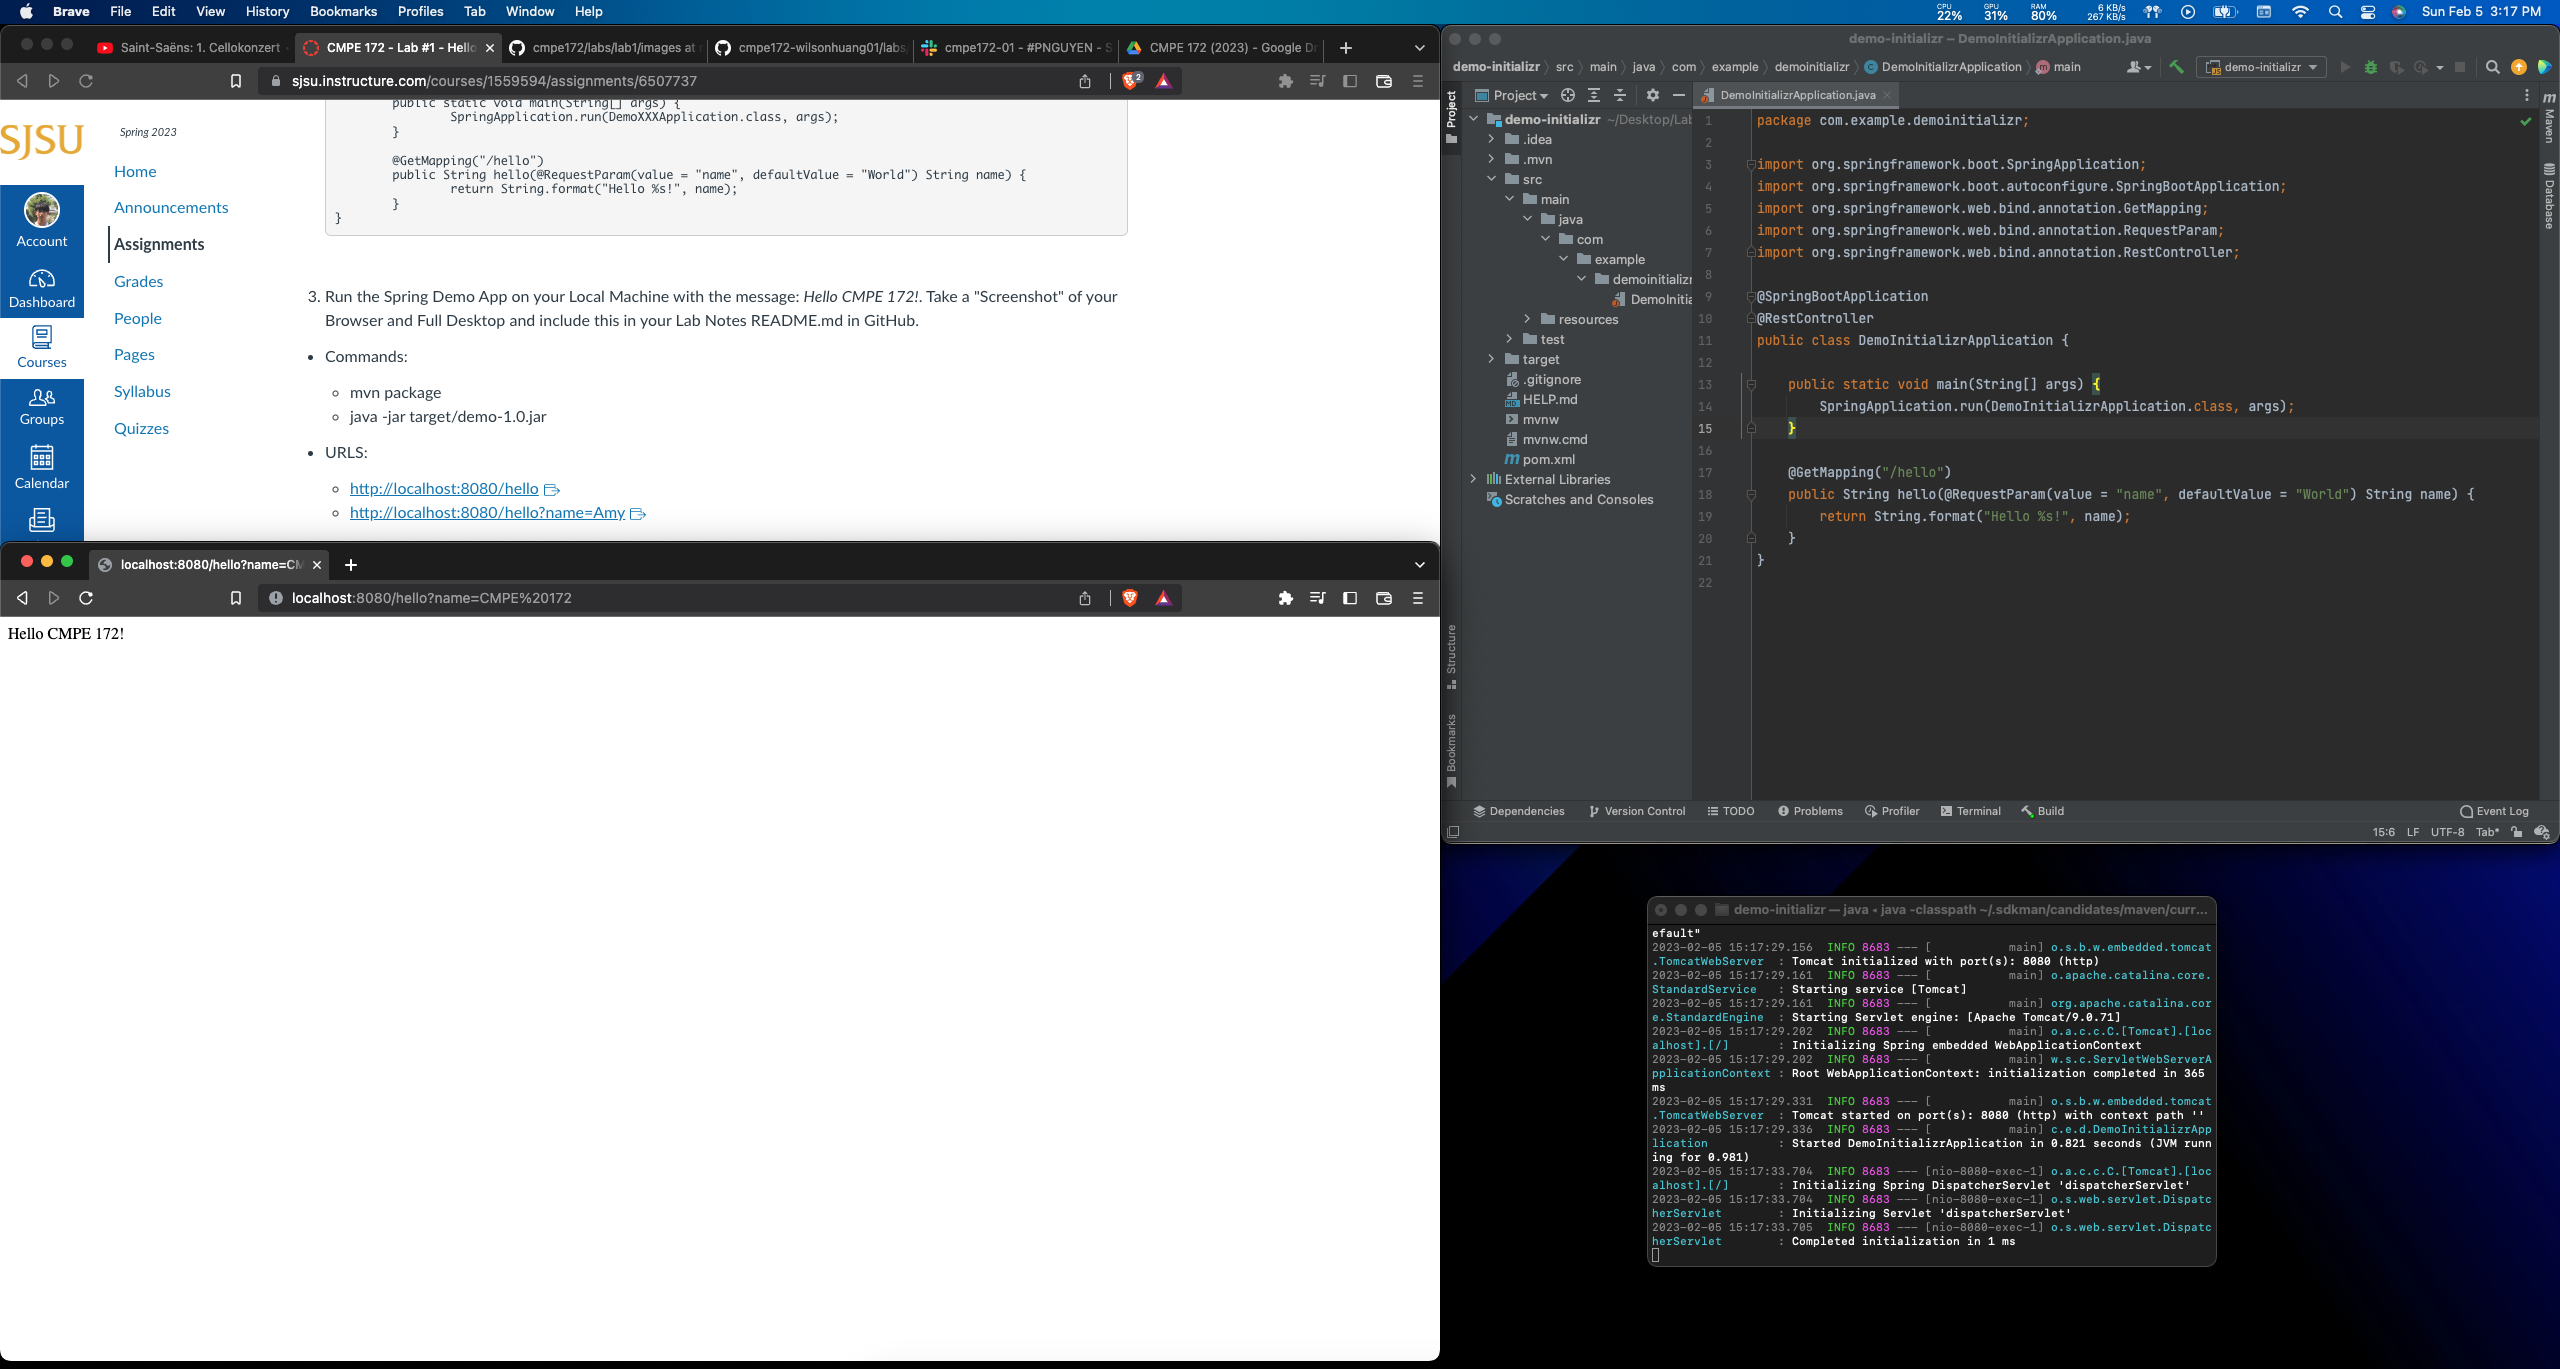 Brave File Edit View History Bookmarks Profiles Tab Window Help
CPU 22% GPU 31% RAM 80% 6 KB/s 267 KB/s Sun Feb 5 3:17 PM
Saint-Saëns: 1. Cellokonzert
CMPE 172 - Lab #1 - Hello
cmpe172/labs/lab1/images at
cmpe172-wilsonhuang01/labs
cmpe172-01 - #PNGUYEN - S
CMPE 172 (2023) - Google Dr
sjsu.instructure.com/courses/1559594/assignments/6507737
2
SJSU
Account
Dashboard
Courses
Groups
Calendar
Spring 2023
Home
Announcements
Assignments
Grades
People
Pages
Syllabus
Quizzes
public static void main(String[] args) {
SpringApplication.run(DemoXXXApplication.class, args);
}
@GetMapping("/hello")
public String hello(@RequestParam(value = "name", defaultValue = "World") String name) {
return String.format("Hello %s!", name);
}
}
3. Run the Spring Demo App on your Local Machine with the message: Hello CMPE 172!. Take a "Screenshot" of your
Browser and Full Desktop and include this in your Lab Notes README.md in GitHub.
• Commands:
mvn package
java -jar target/demo-1.0.jar
• URLS:
http://localhost:8080/hello
http://localhost:8080/hello?name=Amy
localhost:8080/hello?name=CM
localhost:8080/hello?name=CMPE%20172
Hello CMPE 172!
demo-initializr – DemoInitializrApplication.java
demo-initializr src main java com example demoinitializr DemoInitializrApplication main
demo-initializr
Project
DemoInitializrApplication.java
Project
Structure
Bookmarks
Maven
Database
demo-initializr ~/Desktop/Lab
.idea
.mvn
src
main
java
com
example
demoinitializr
DemoInitia
resources
test
target
.gitignore
HELP.md
mvnw
mvnw.cmd
pom.xml
External Libraries
Scratches and Consoles
1 package com.example.demoinitializr;
2
3 import org.springframework.boot.SpringApplication;
4 import org.springframework.boot.autoconfigure.SpringBootApplication;
5 import org.springframework.web.bind.annotation.GetMapping;
6 import org.springframework.web.bind.annotation.RequestParam;
7 import org.springframework.web.bind.annotation.RestController;
8
9 @SpringBootApplication
10 @RestController
11 public class DemoInitializrApplication {
12
13 public static void main(String[] args) {
14 SpringApplication.run(DemoInitializrApplication.class, args);
15 }
16
17 @GetMapping("/hello")
18 public String hello(@RequestParam(value = "name", defaultValue = "World") String name) {
19 return String.format("Hello %s!", name);
20 }
21 }
22
Dependencies Version Control TODO Problems Profiler Terminal Build Event Log
15:6 LF UTF-8 Tab*
demo-initializr — java ◂ java -classpath ~/.sdkman/candidates/maven/curr...
efault"
2023-02-05 15:17:29.156 INFO 8683 --- [ main] o.s.b.w.embedded.tomcat
.TomcatWebServer : Tomcat initialized with port(s): 8080 (http)
2023-02-05 15:17:29.161 INFO 8683 --- [ main] o.apache.catalina.core.
StandardService : Starting service [Tomcat]
2023-02-05 15:17:29.161 INFO 8683 --- [ main] org.apache.catalina.cor
e.StandardEngine : Starting Servlet engine: [Apache Tomcat/9.0.71]
2023-02-05 15:17:29.202 INFO 8683 --- [ main] o.a.c.c.C.[Tomcat].[loc
alhost].[/] : Initializing Spring embedded WebApplicationContext
2023-02-05 15:17:29.202 INFO 8683 --- [ main] w.s.c.ServletWebServerA
pplicationContext : Root WebApplicationContext: initialization completed in 365
ms
2023-02-05 15:17:29.331 INFO 8683 --- [ main] o.s.b.w.embedded.tomcat
.TomcatWebServer : Tomcat started on port(s): 8080 (http) with context path ''
2023-02-05 15:17:29.336 INFO 8683 --- [ main] c.e.d.DemoInitializrApp
lication : Started DemoInitializrApplication in 0.821 seconds (JVM runn
ing for 0.981)
2023-02-05 15:17:33.704 INFO 8683 --- [nio-8080-exec-1] o.a.c.c.C.[Tomcat].[loc
alhost].[/] : Initializing Spring DispatcherServlet 'dispatcherServlet'
2023-02-05 15:17:33.704 INFO 8683 --- [nio-8080-exec-1] o.s.web.servlet.Dispatc
herServlet : Initializing Servlet 'dispatcherServlet'
2023-02-05 15:17:33.705 INFO 8683 --- [nio-8080-exec-1] o.s.web.servlet.Dispatc
herServlet : Completed initialization in 1 ms